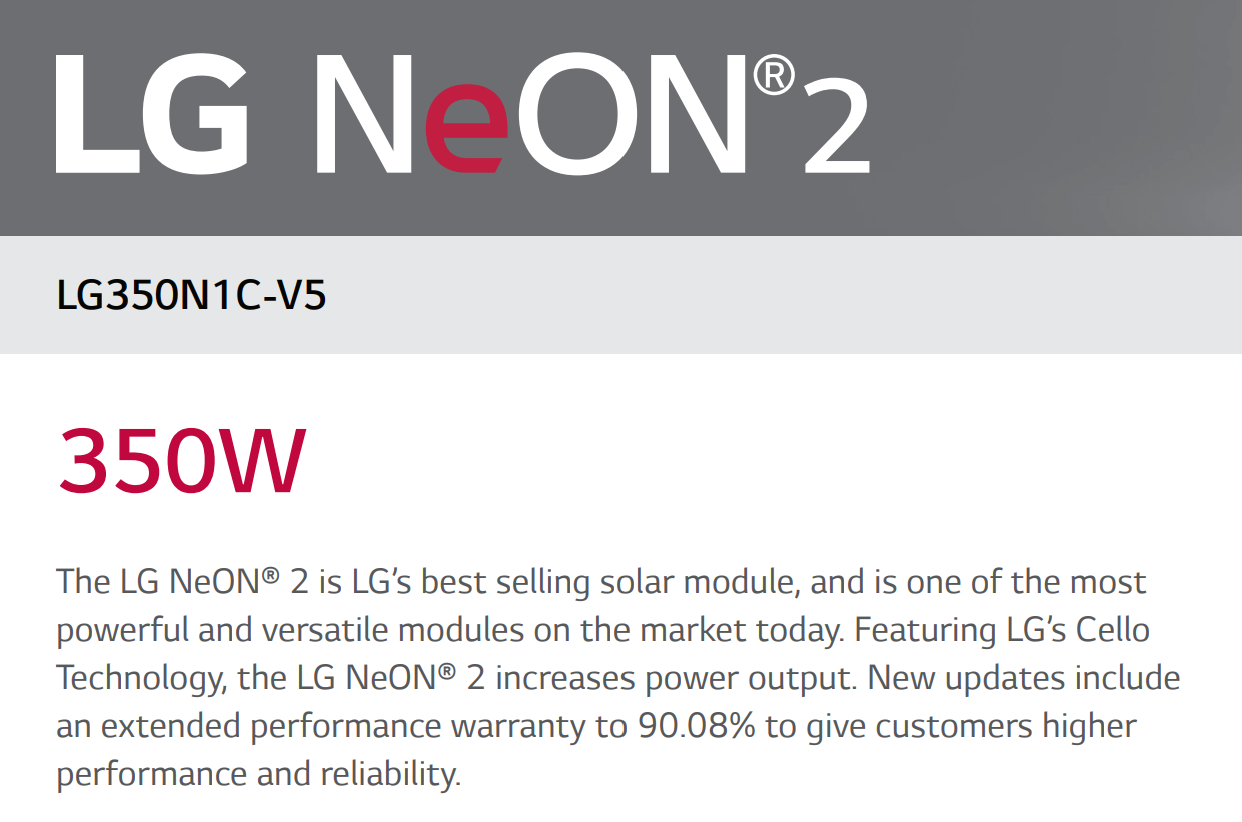 LG NeON® 2
LG350N1C-V5
350W
The LG NeON® 2 is LG’s best selling solar module, and is one of the most
powerful and versatile modules on the market today. Featuring LG’s Cello
Technology, the LG NeON® 2 increases power output. New updates include
an extended performance warranty to 90.08% to give customers higher
performance and reliability.